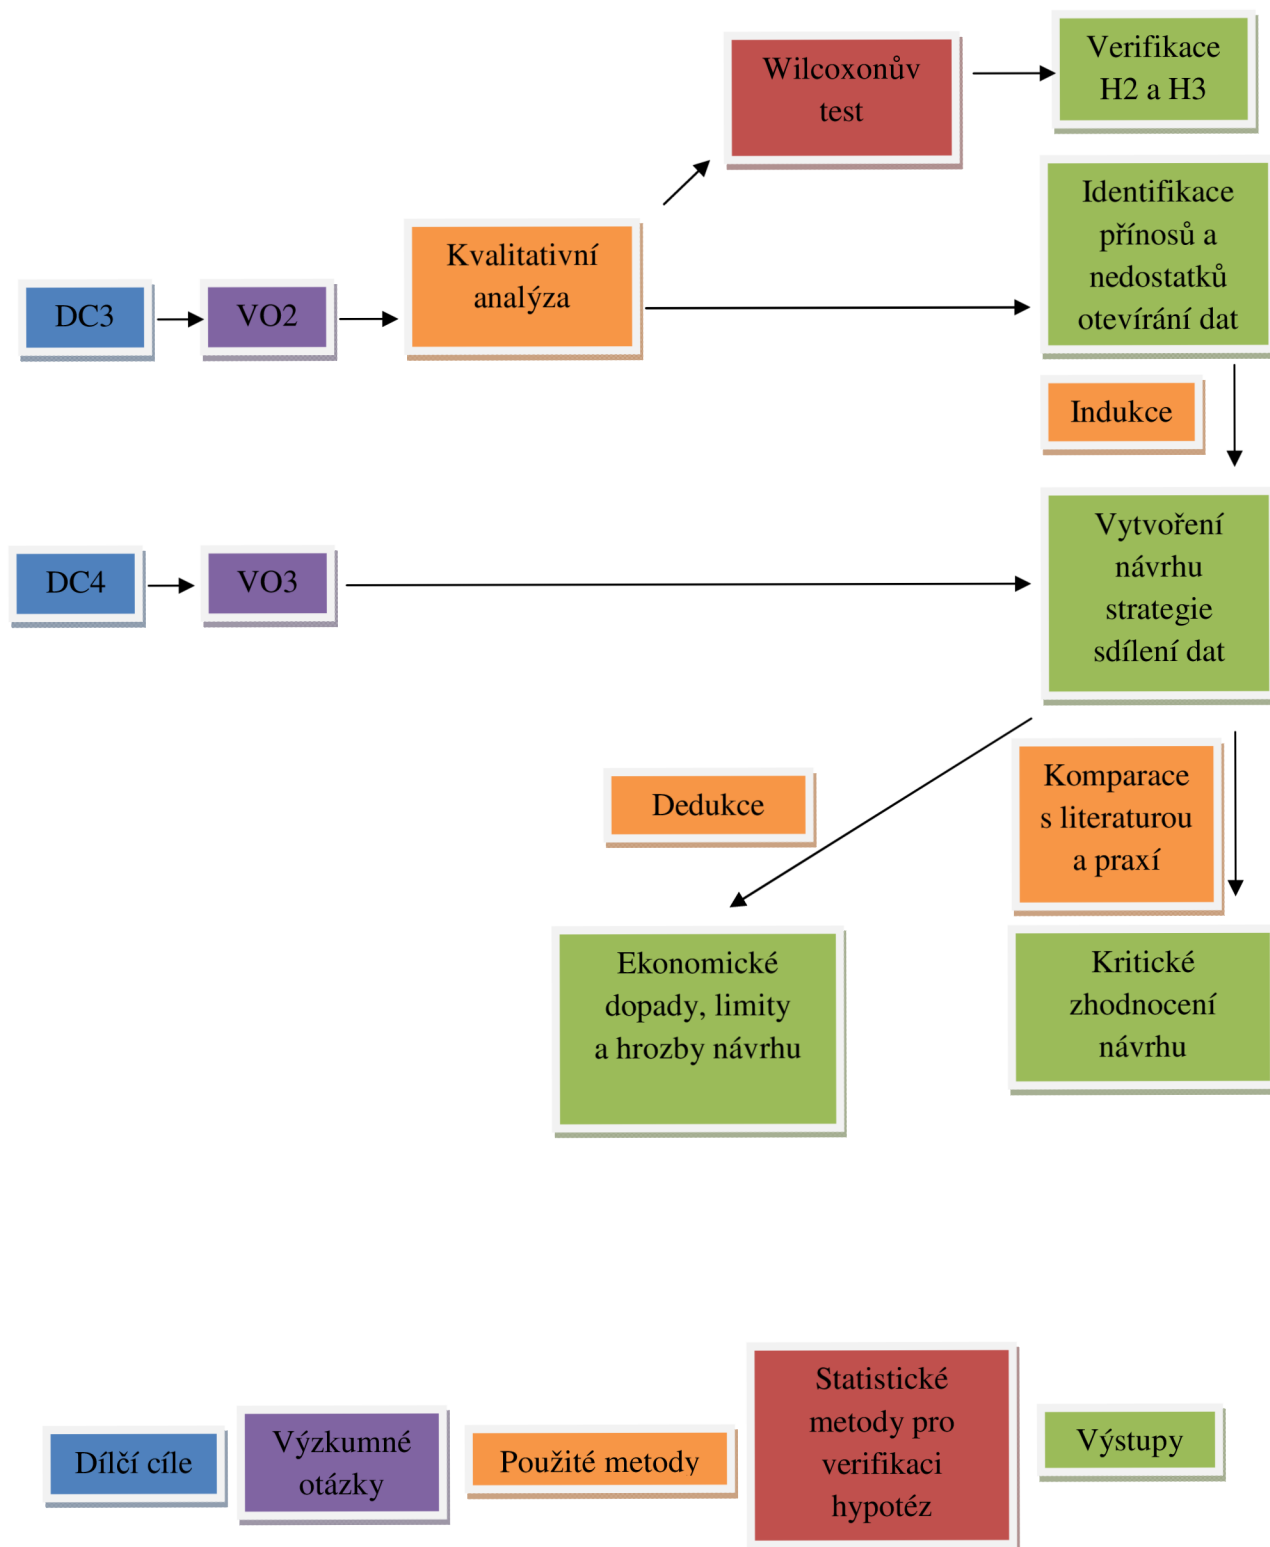 Wilcoxonův
test
Verifikace
H2 a H3
Identifikace
přínosů a
nedostatků
otevírání dat
Kvalitativní
analýza
DC3
VO2
Indukce
DC4
VO3
Vytvoření
návrhu
strategie
sdílení dat
Dedukce
Komparace
s literaturou
a praxí
Ekonomické
dopady, limity
a hrozby návrhu
Kritické
zhodnocení
návrhu
Dílčí cíle
Výzkumné
otázky
Použité metody
Statistické
metody pro
verifikaci
hypotéz
Výstupy